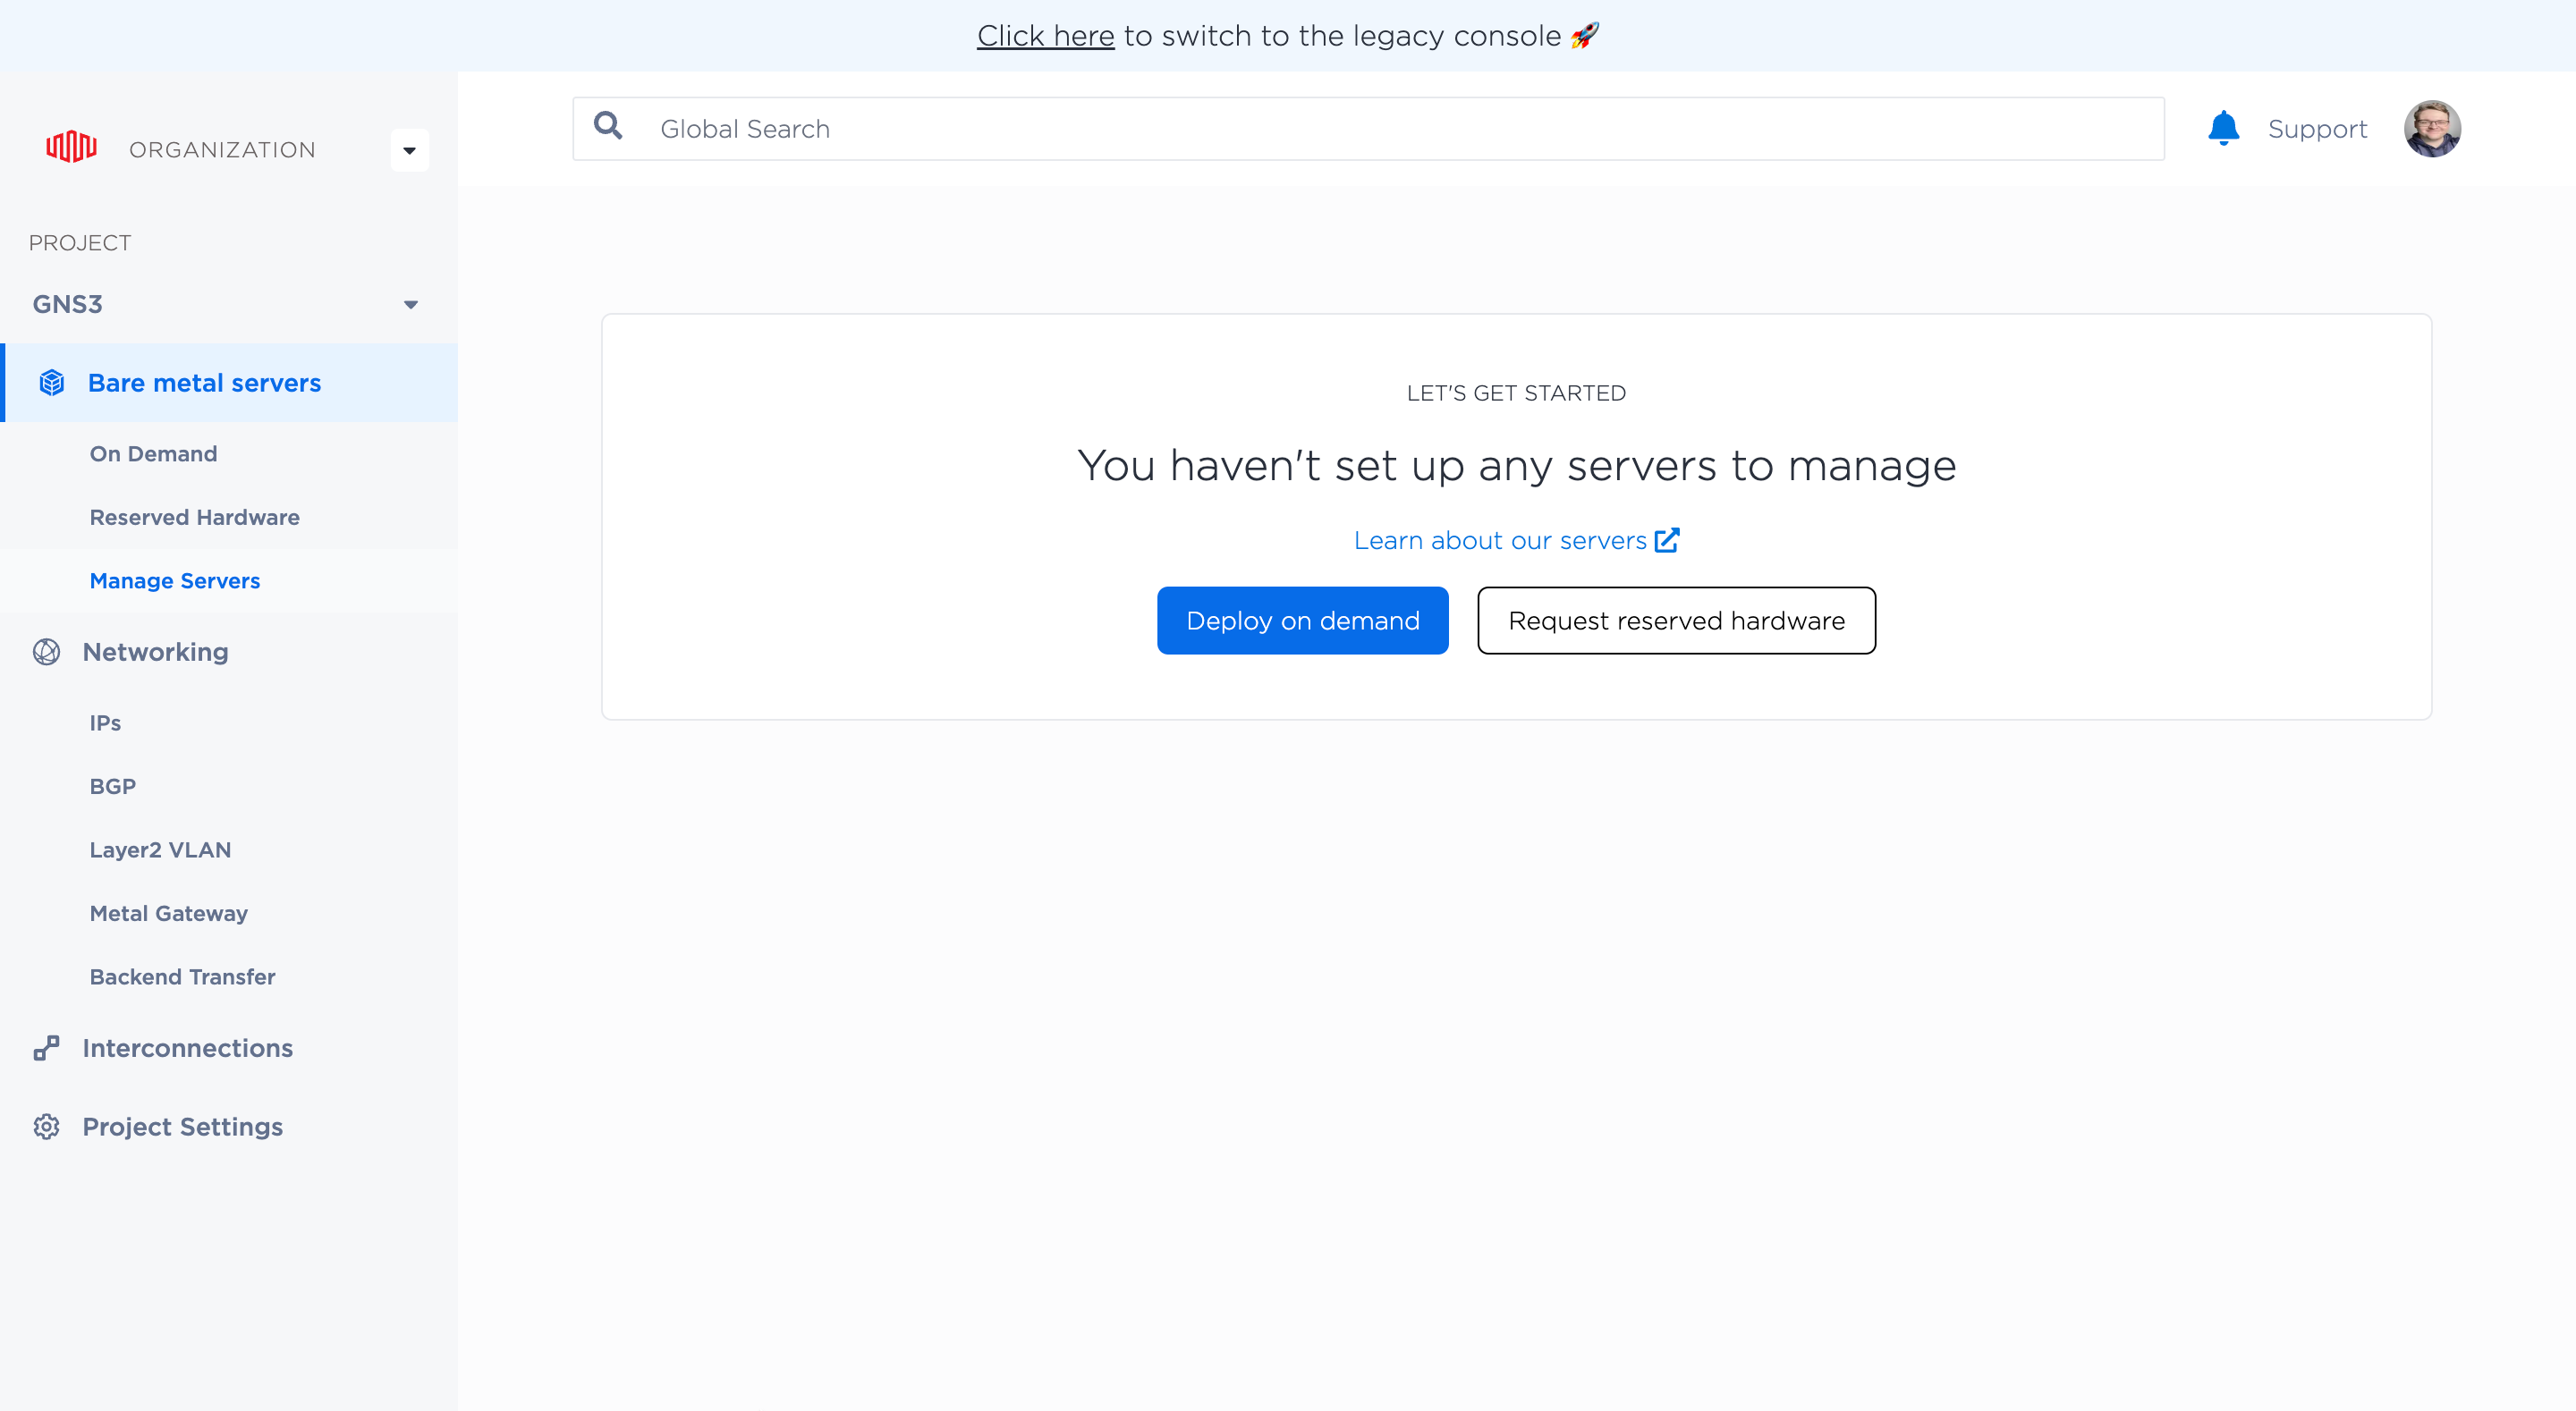 Click here to switch to the legacy console 🚀
ORGANIZATION
Global Search
Support
PROJECT
GNS3
Bare metal servers
On Demand
Reserved Hardware
Manage Servers
Networking
IPs
BGP
Layer2 VLAN
Metal Gateway
Backend Transfer
Interconnections
Project Settings
LET'S GET STARTED
You haven't set up any servers to manage
Learn about our servers
Deploy on demand
Request reserved hardware